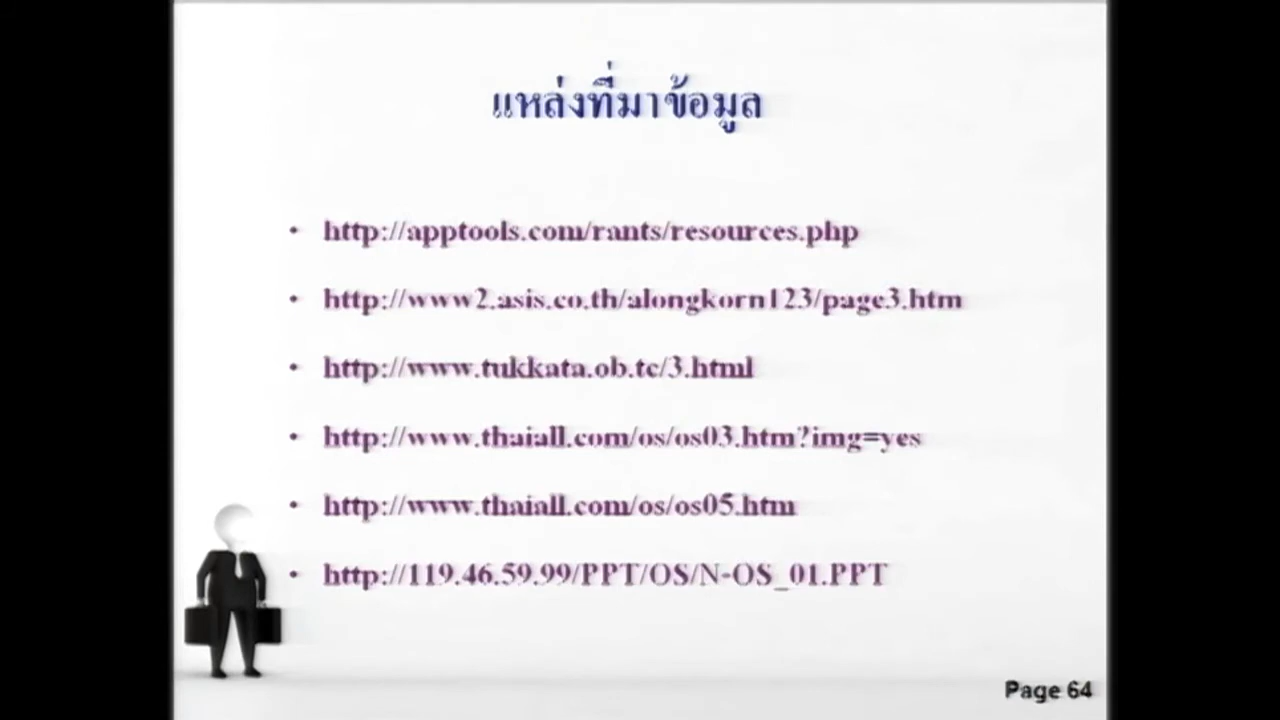 แหล่งที่มาข้อมูล
• http://apptools.com/rants/resources.php
• http://www2.asis.co.th/alongkorn123/page3.htm
• http://www.tukkata.ob.tc/3.html
• http://www.thaiall.com/os/os03.htm?img=yes
• http://www.thaiall.com/os/os05.htm
• http://119.46.59.99/PPT/OS/N-OS_01.PPT
Page 64